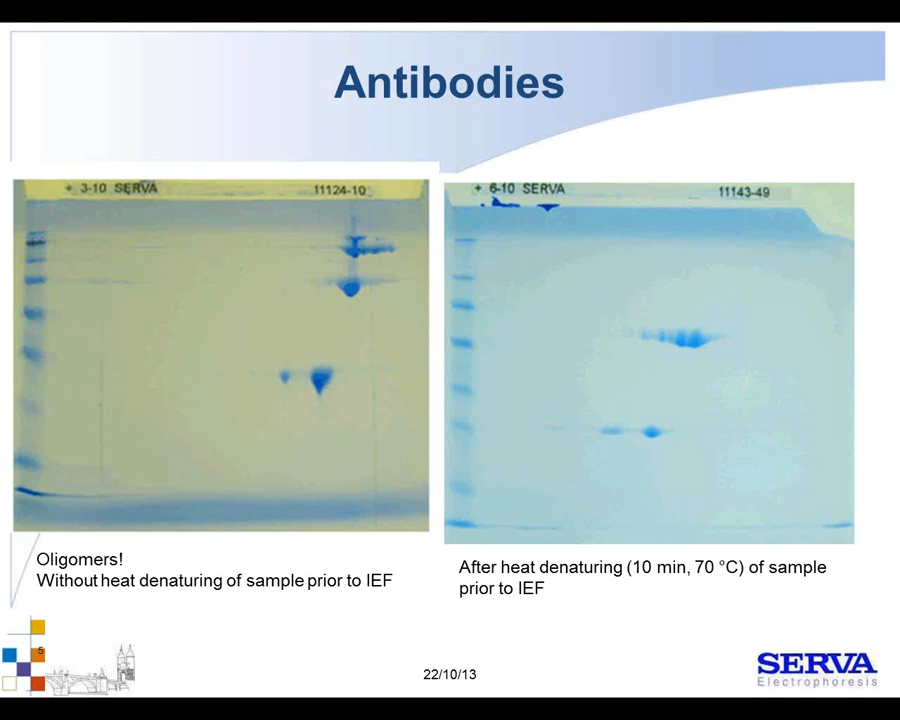 Antibodies
+ 3-10 SERVA 11124-10
+ 6-10 SERVA 11143-49
Oligomers!
Without heat denaturing of sample prior to IEF
After heat denaturing (10 min, 70 °C) of sample
prior to IEF
5
22/10/13
SERVA
Electrophoresis